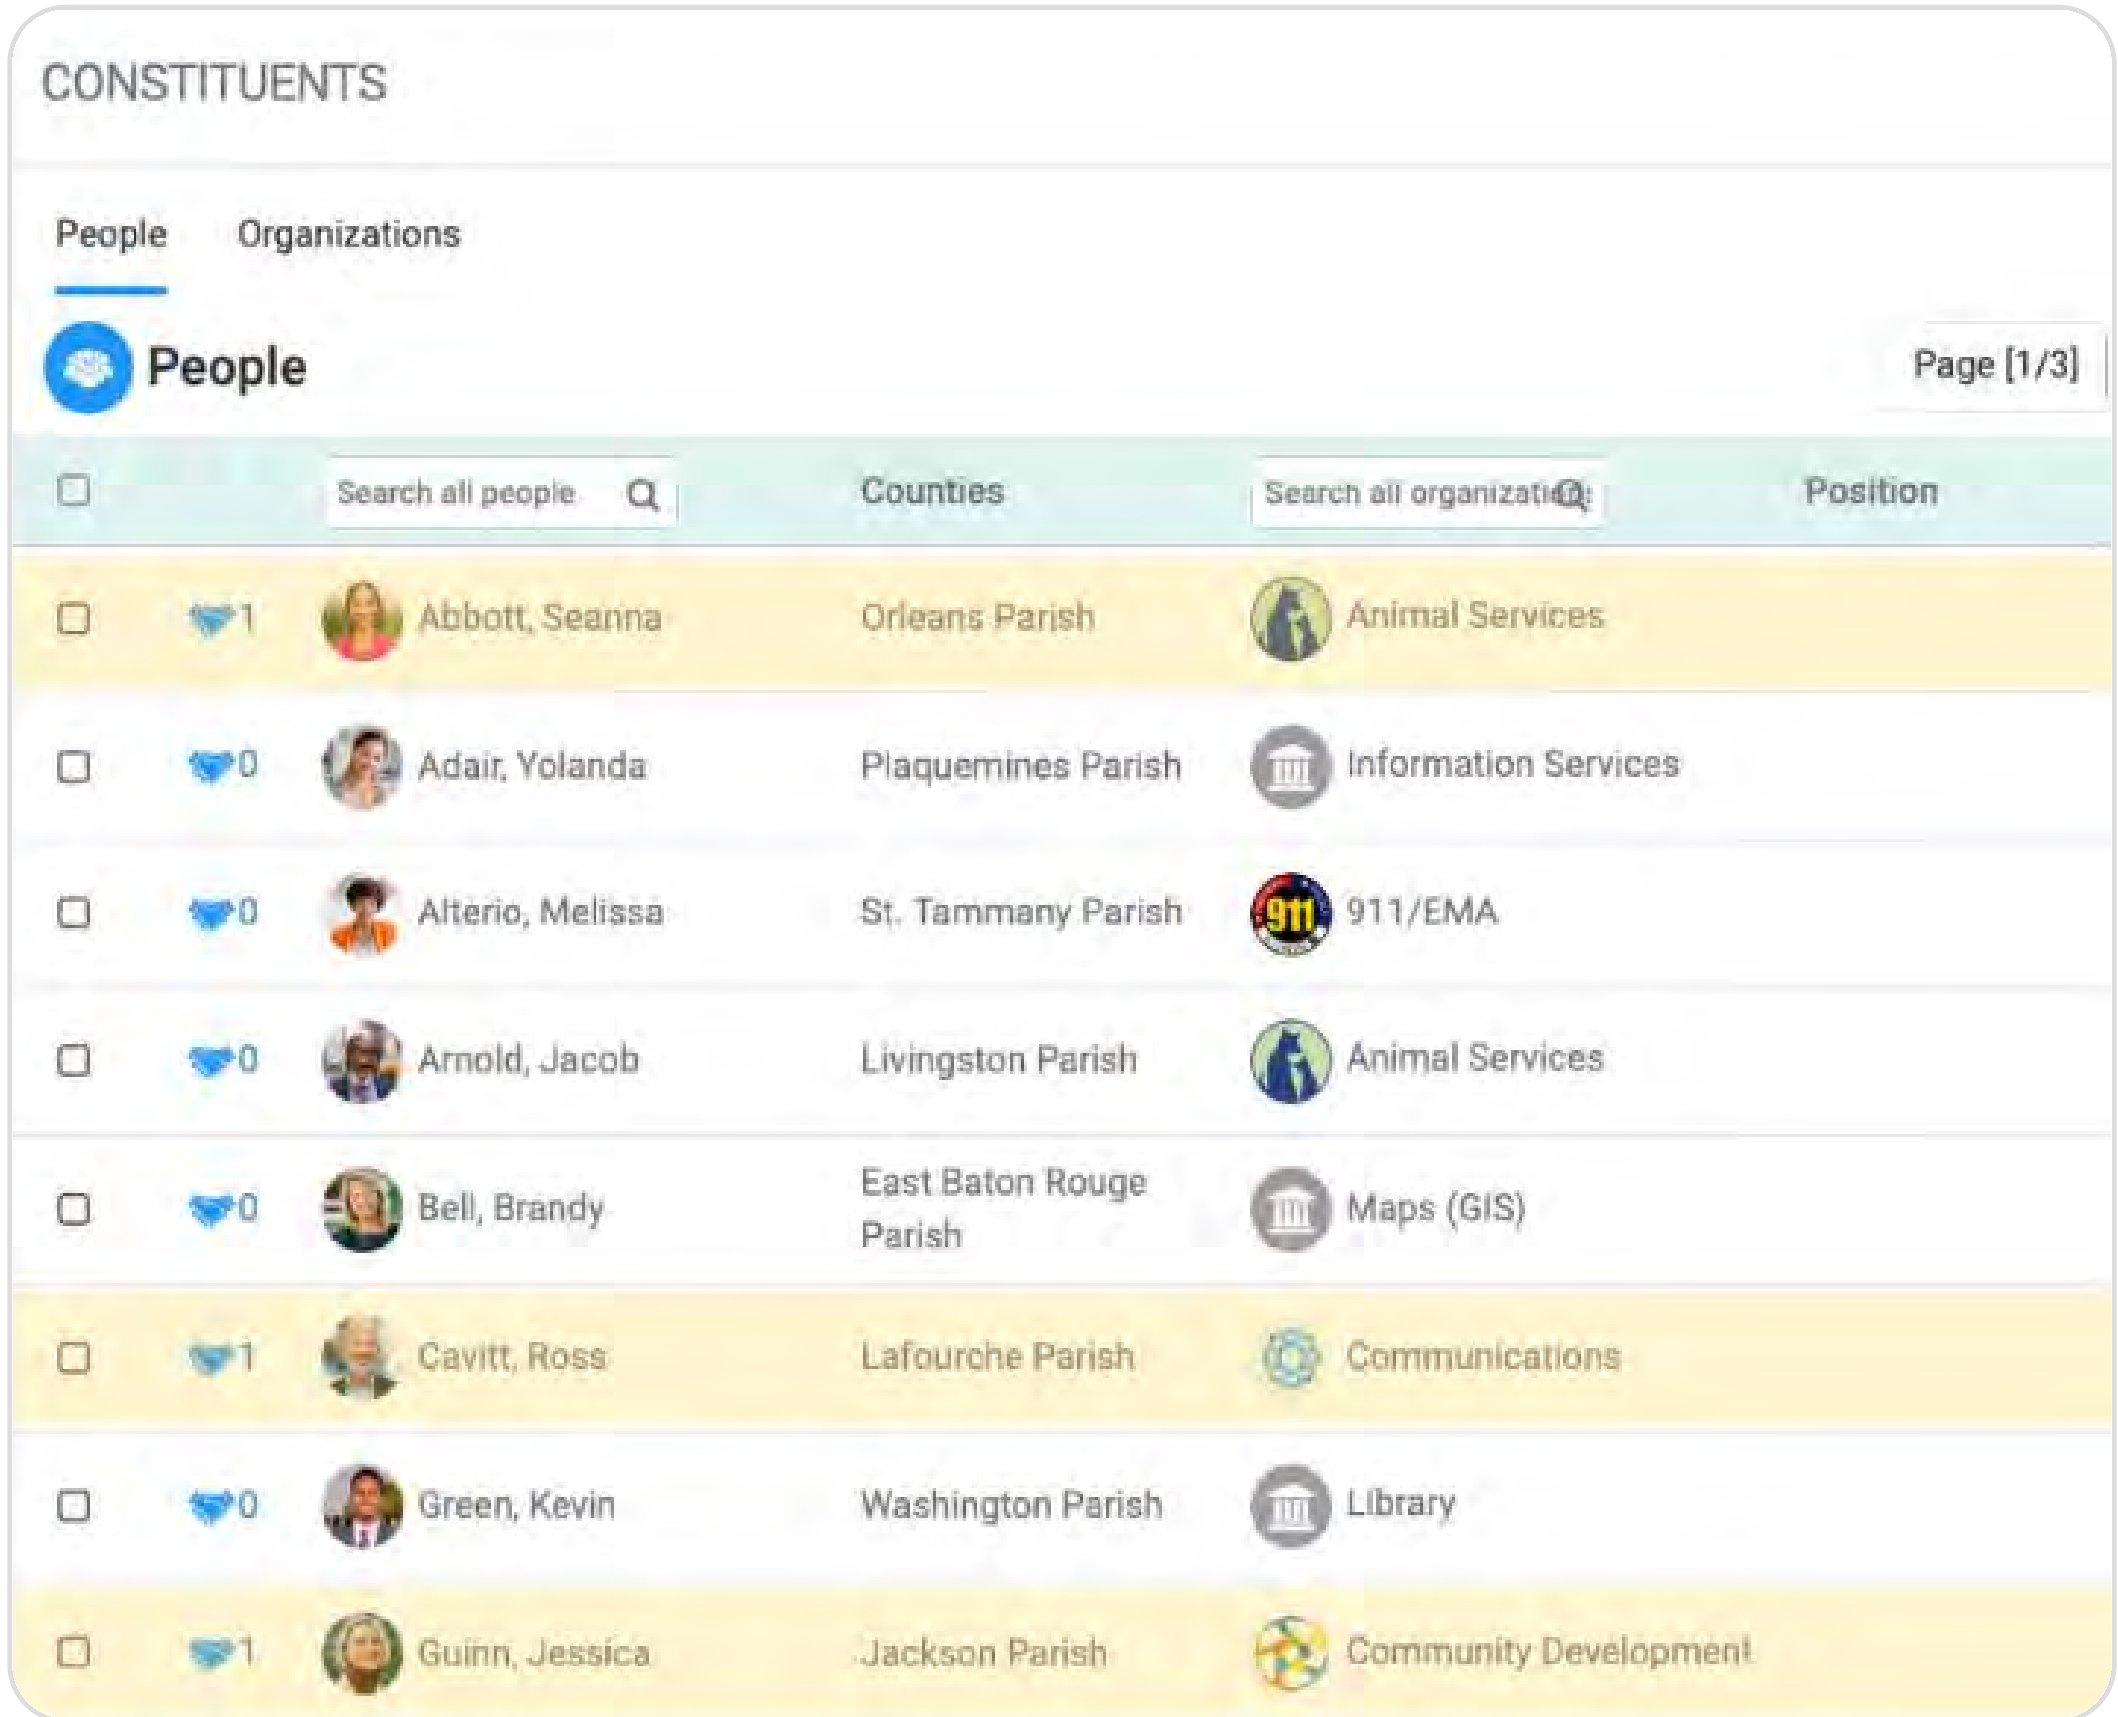 CONSTITUENTS
People Organizations
People Page [1/3]
Search all people Counties Search all organizations Position
1 Abbott, Seanna Orleans Parish Animal Services
0 Adair, Yolanda Plaquemines Parish Information Services
0 Alterio, Melissa St. Tammany Parish 911 911/EMA
0 Arnold, Jacob Livingston Parish Animal Services
0 Bell, Brandy East Baton Rouge Maps (GIS)
Parish
1 Cavitt, Ross Lafourche Parish Communications
0 Green, Kevin Washington Parish Library
1 Guinn, Jessica Jackson Parish Community Development